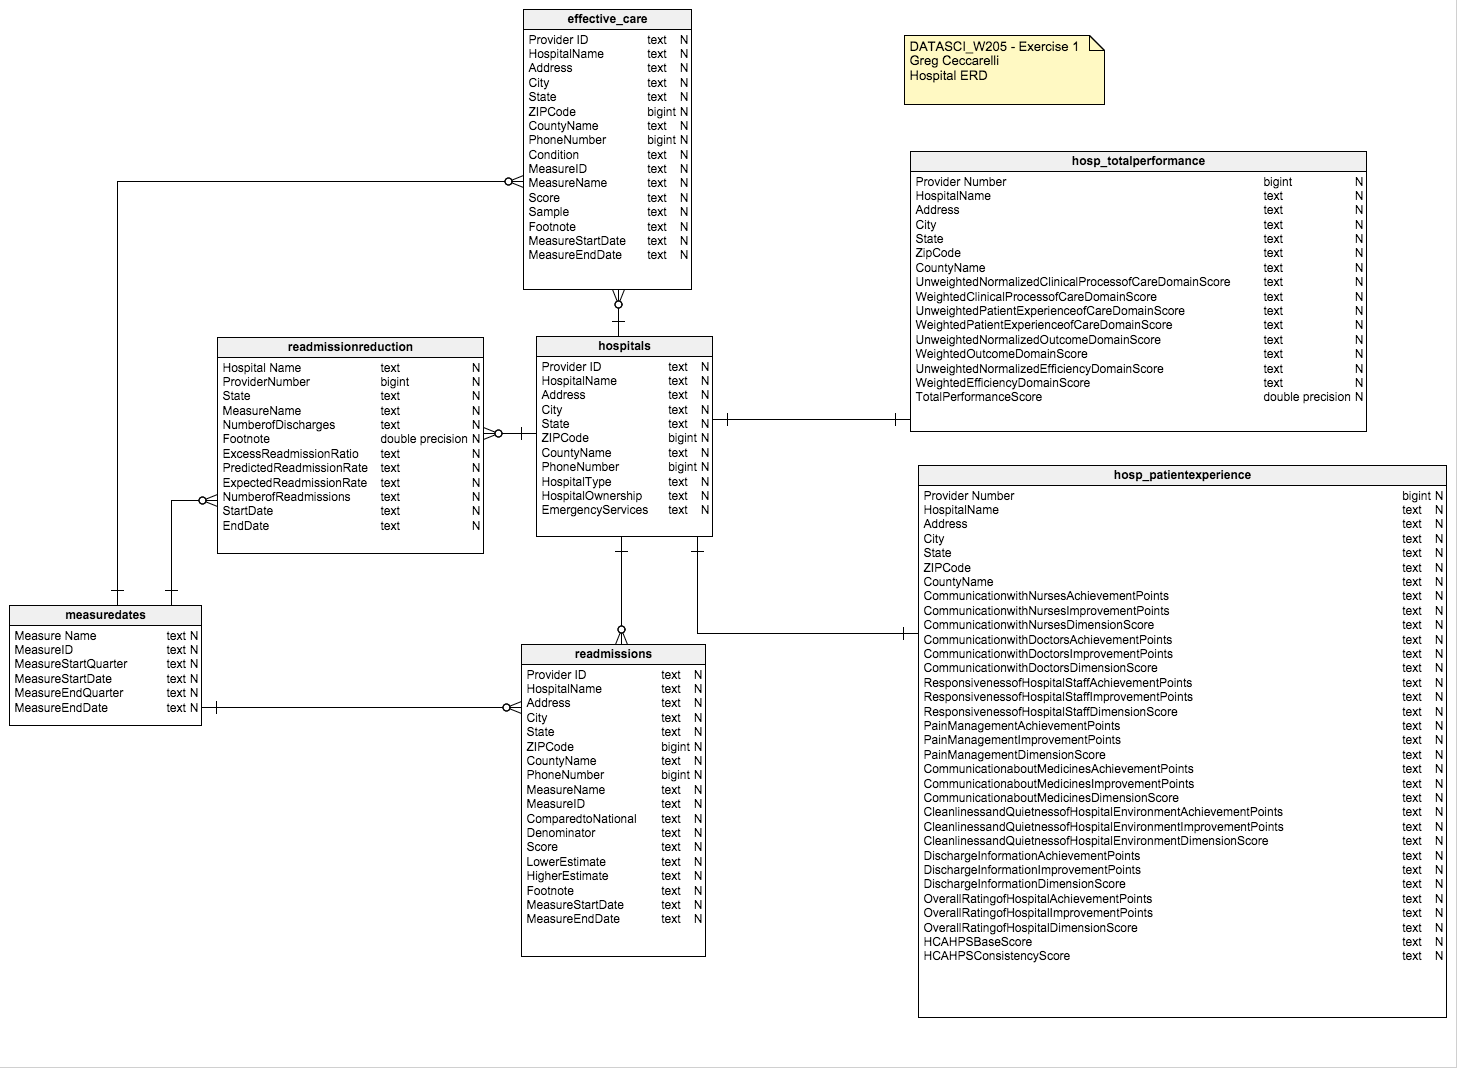 effective_care
Provider ID text N
HospitalName text N
Address text N
City text N
State text N
ZIPCode bigint N
CountyName text N
PhoneNumber bigint N
Condition text N
MeasureID text N
MeasureName text N
Score text N
Sample text N
Footnote text N
MeasureStartDate text N
MeasureEndDate text N
DATASCI_W205 - Exercise 1
Greg Ceccarelli
Hospital ERD
hosp_totalperformance
Provider Number bigint N
HospitalName text N
Address text N
City text N
State text N
ZipCode text N
CountyName text N
UnweightedNormalizedClinicalProcessofCareDomainScore text N
WeightedClinicalProcessofCareDomainScore text N
UnweightedPatientExperienceofCareDomainScore text N
WeightedPatientExperienceofCareDomainScore text N
UnweightedNormalizedOutcomeDomainScore text N
WeightedOutcomeDomainScore text N
UnweightedNormalizedEfficiencyDomainScore text N
WeightedEfficiencyDomainScore text N
TotalPerformanceScore double precision N
readmissionreduction
Hospital Name text N
ProviderNumber bigint N
State text N
MeasureName text N
NumberofDischarges text N
Footnote double precision N
ExcessReadmissionRatio text N
PredictedReadmissionRate text N
ExpectedReadmissionRate text N
NumberofReadmissions text N
StartDate text N
EndDate text N
hospitals
Provider ID text N
HospitalName text N
Address text N
City text N
State text N
ZIPCode bigint N
CountyName text N
PhoneNumber bigint N
HospitalType text N
HospitalOwnership text N
EmergencyServices text N
hosp_patientexperience
Provider Number bigint N
HospitalName text N
Address text N
City text N
State text N
ZIPCode text N
CountyName text N
CommunicationwithNursesAchievementPoints text N
CommunicationwithNursesImprovementPoints text N
CommunicationwithNursesDimensionScore text N
CommunicationwithDoctorsAchievementPoints text N
CommunicationwithDoctorsImprovementPoints text N
CommunicationwithDoctorsDimensionScore text N
ResponsivenessofHospitalStaffAchievementPoints text N
ResponsivenessofHospitalStaffImprovementPoints text N
ResponsivenessofHospitalStaffDimensionScore text N
PainManagementAchievementPoints text N
PainManagementImprovementPoints text N
PainManagementDimensionScore text N
CommunicationaboutMedicinesAchievementPoints text N
CommunicationaboutMedicinesImprovementPoints text N
CommunicationaboutMedicinesDimensionScore text N
CleanlinessandQuietnessofHospitalEnvironmentAchievementPoints text N
CleanlinessandQuietnessofHospitalEnvironmentImprovementPoints text N
CleanlinessandQuietnessofHospitalEnvironmentDimensionScore text N
DischargeInformationAchievementPoints text N
DischargeInformationImprovementPoints text N
DischargeInformationDimensionScore text N
OverallRatingofHospitalAchievementPoints text N
OverallRatingofHospitalImprovementPoints text N
OverallRatingofHospitalDimensionScore text N
HCAHPSBaseScore text N
HCAHPSConsistencyScore text N
measuredates
Measure Name text N
MeasureID text N
MeasureStartQuarter text N
MeasureStartDate text N
MeasureEndQuarter text N
MeasureEndDate text N
readmissions
Provider ID text N
HospitalName text N
Address text N
City text N
State text N
ZIPCode bigint N
CountyName text N
PhoneNumber bigint N
MeasureName text N
MeasureID text N
ComparedtoNational text N
Denominator text N
Score text N
LowerEstimate text N
HigherEstimate text N
Footnote text N
MeasureStartDate text N
MeasureEndDate text N